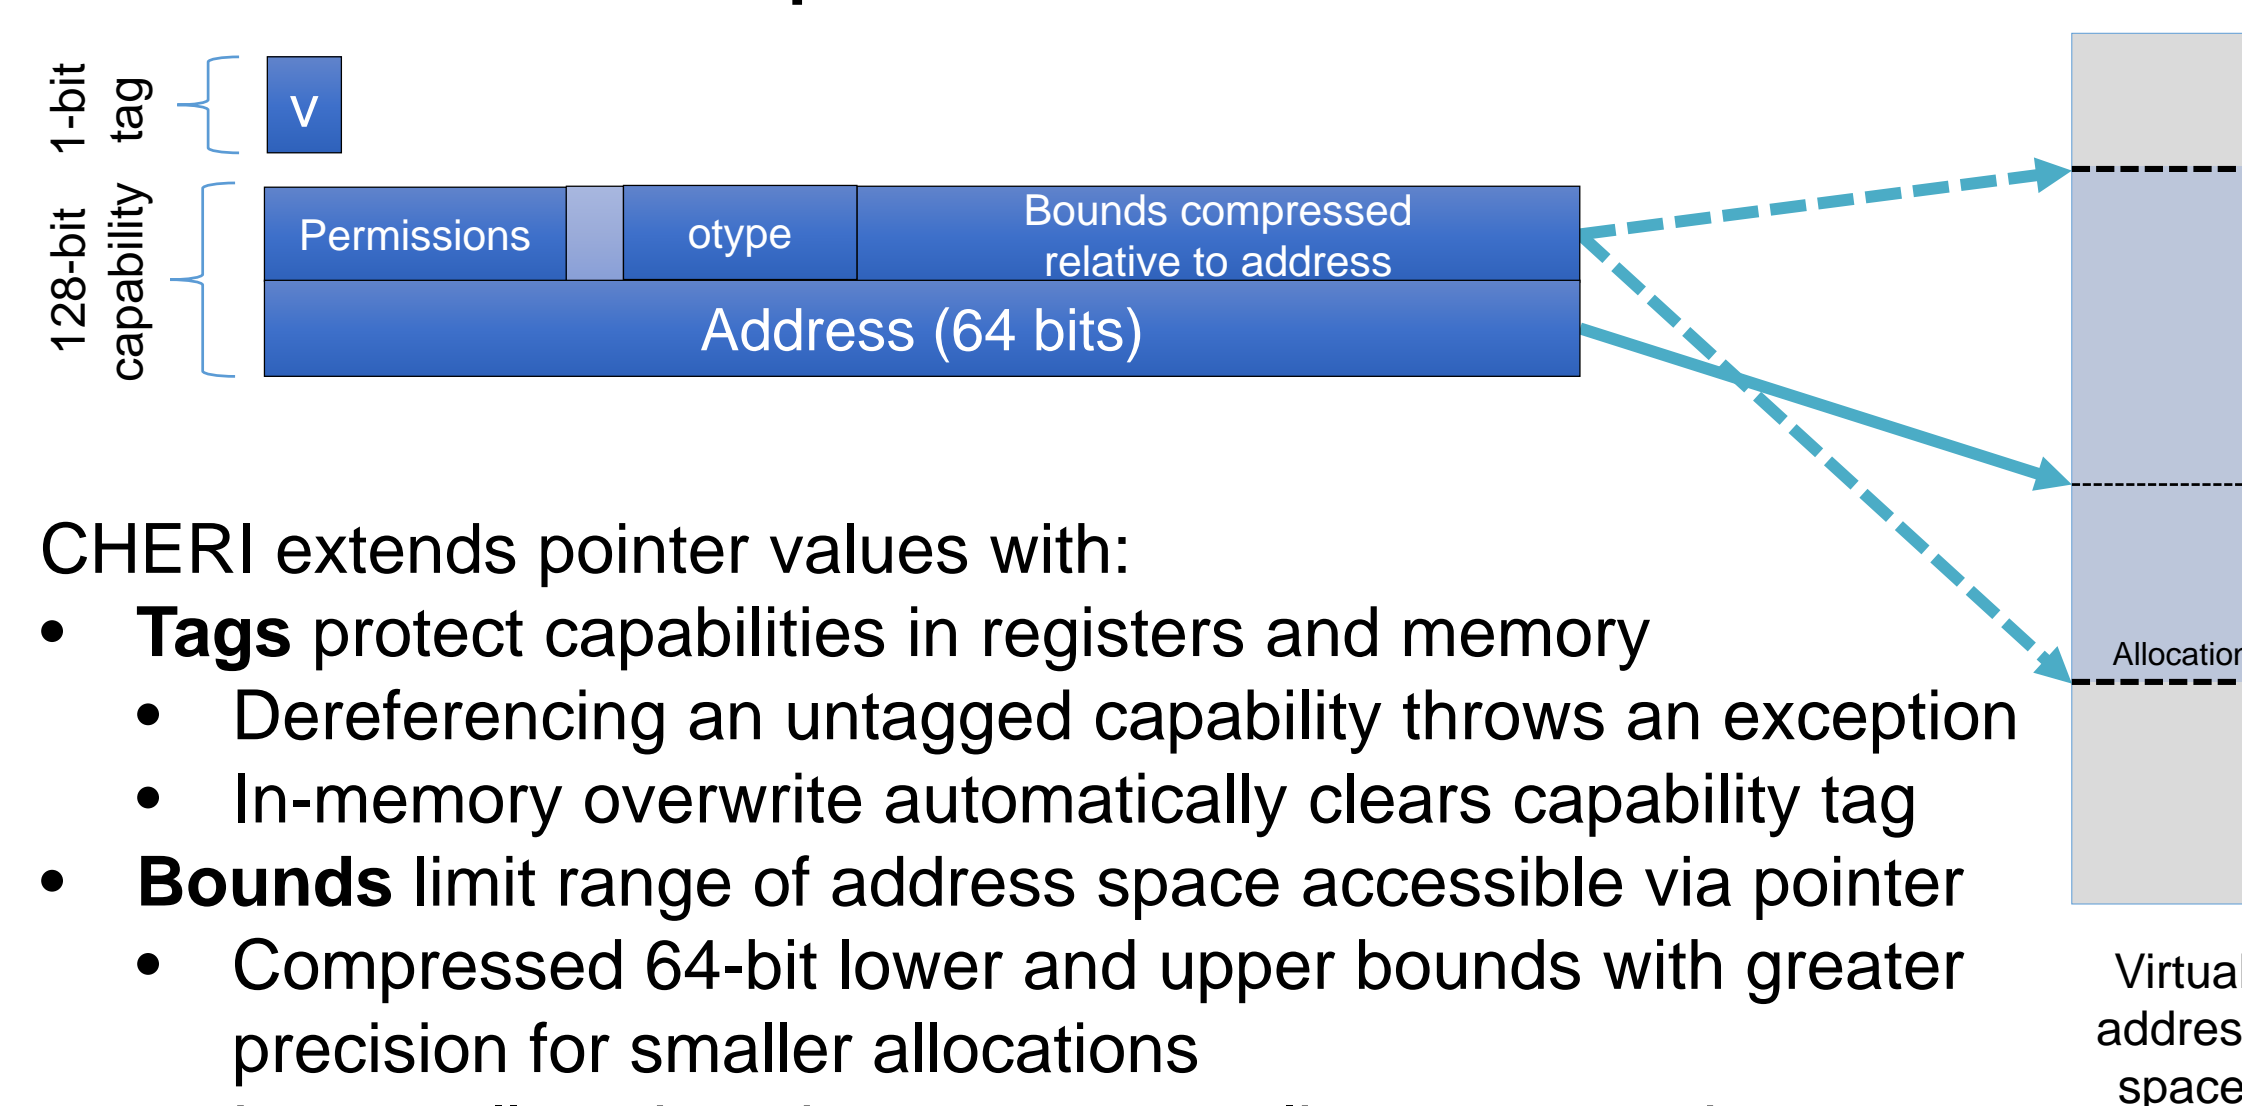 1-bit
tag
v
128-bit
capability
Permissions
otype
Bounds compressed
relative to address
Address (64 bits)
CHERI extends pointer values with:
• Tags protect capabilities in registers and memory
• Dereferencing an untagged capability throws an exception
• In-memory overwrite automatically clears capability tag
• Bounds limit range of address space accessible via pointer
• Compressed 64-bit lower and upper bounds with greater
precision for smaller allocations
Allocation
Virtual
addres
space